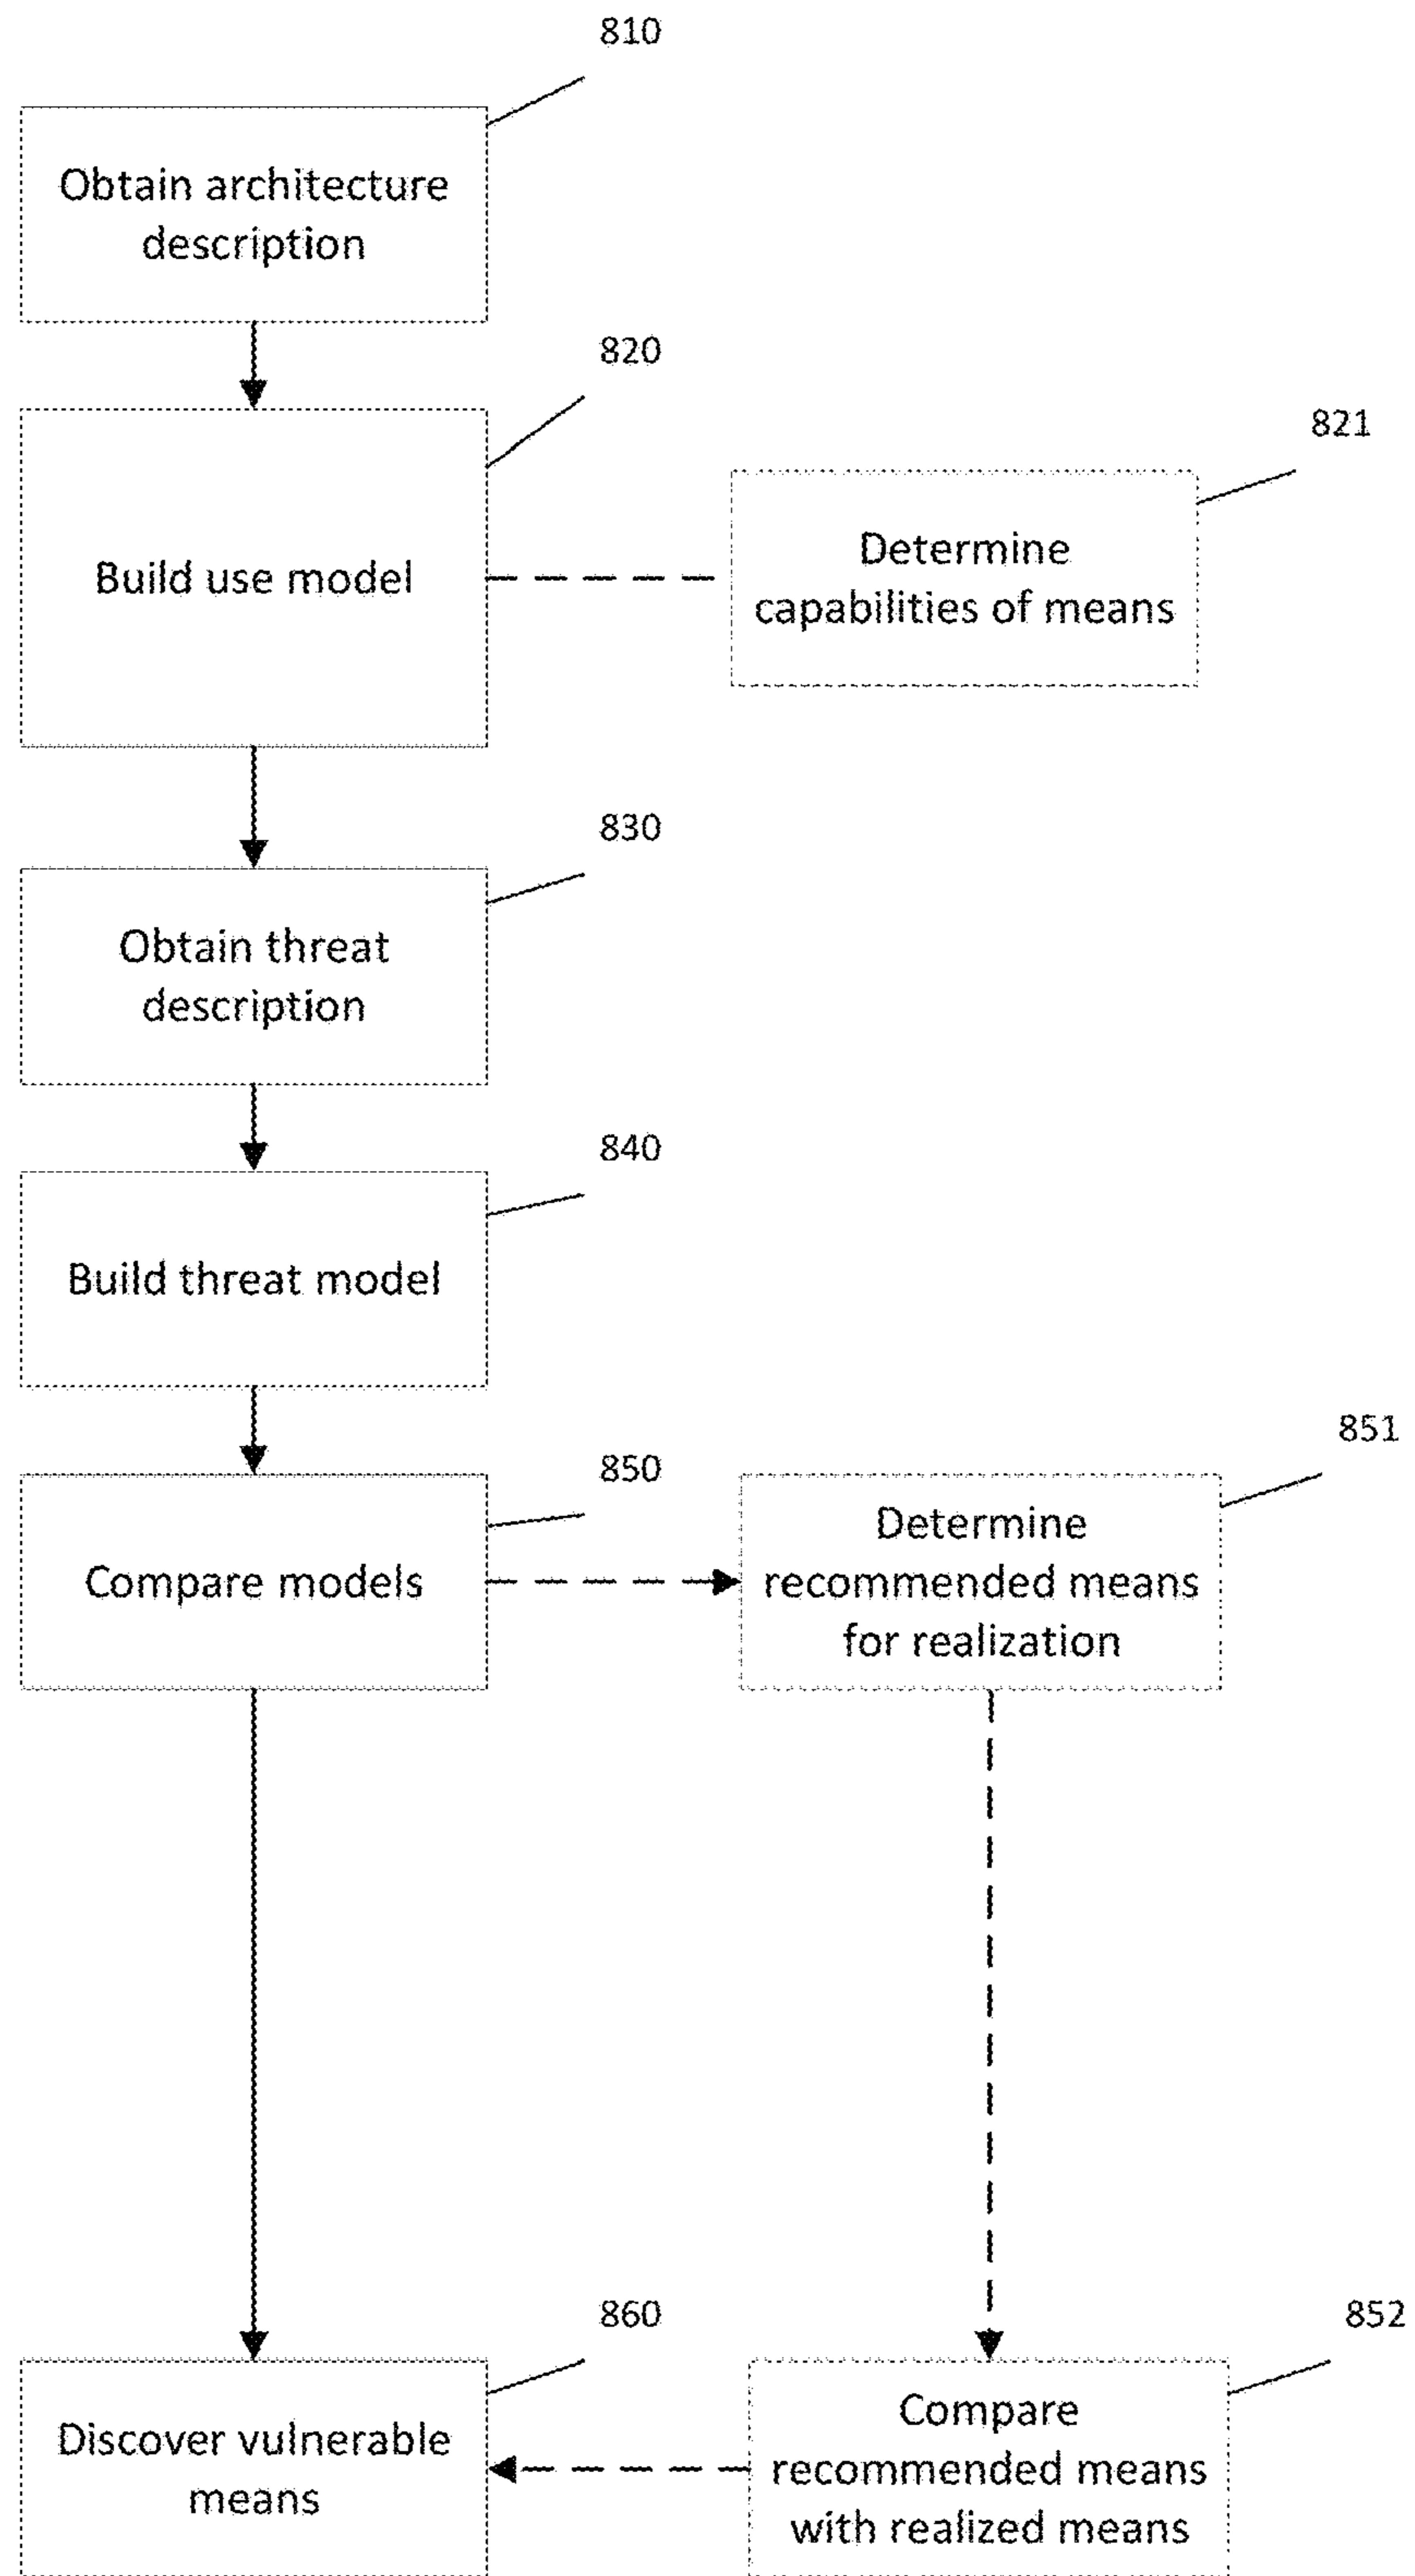 810
Obtain architecture
description
820
821
Build use model
Determine
capabilities of means
830
Obtain threat
description
840
Build threat model
850
851
Compare models
Determine
recommended means
for realization
860
852
Discover vulnerable
means
Compare
recommended means
with realized means